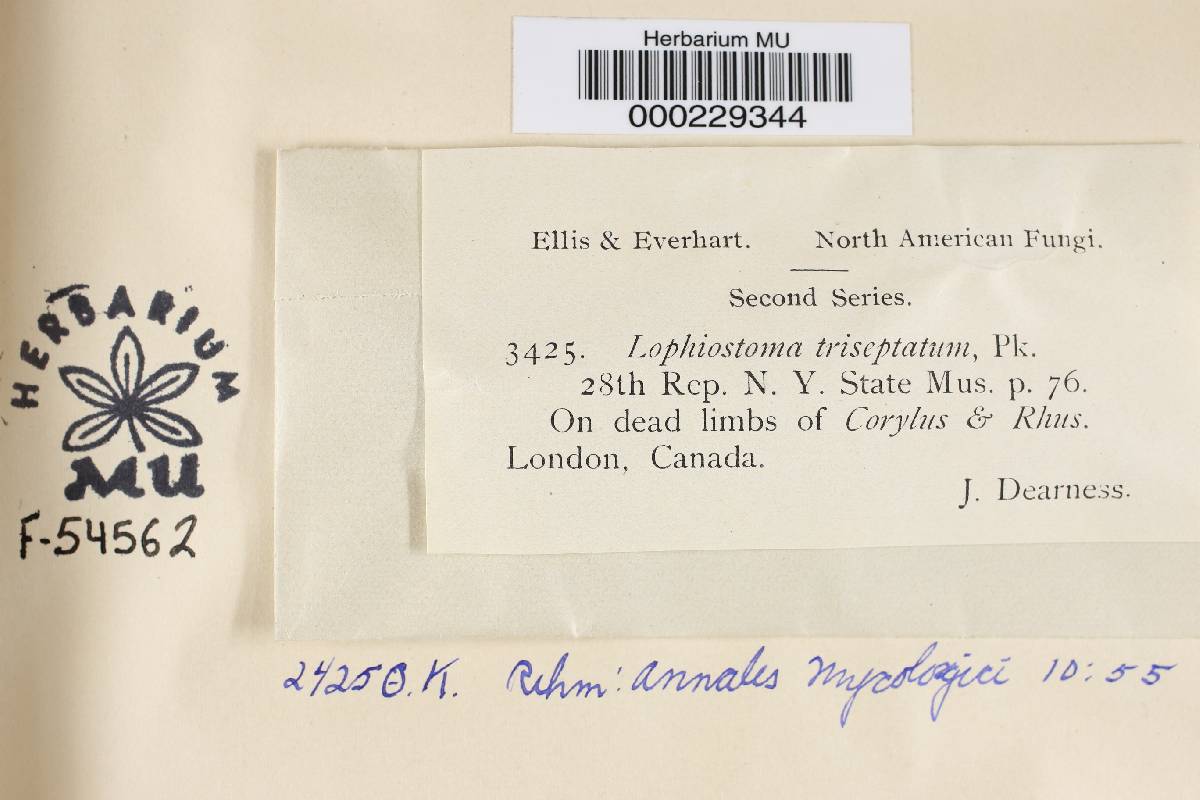 Herbarium MU
000229344
Ellis & Everhart. North American Fungi.
Second Series.
3425. Lophiostoma triseptatum, Pk.
28th Rep. N. Y. State Mus. p. 76.
On dead limbs of Corylus & Rhus.
London, Canada.
J. Dearness.
HERBARIUM
MU
F-54562
2425 O.K. Rehm: Annales Mycologici 10:55